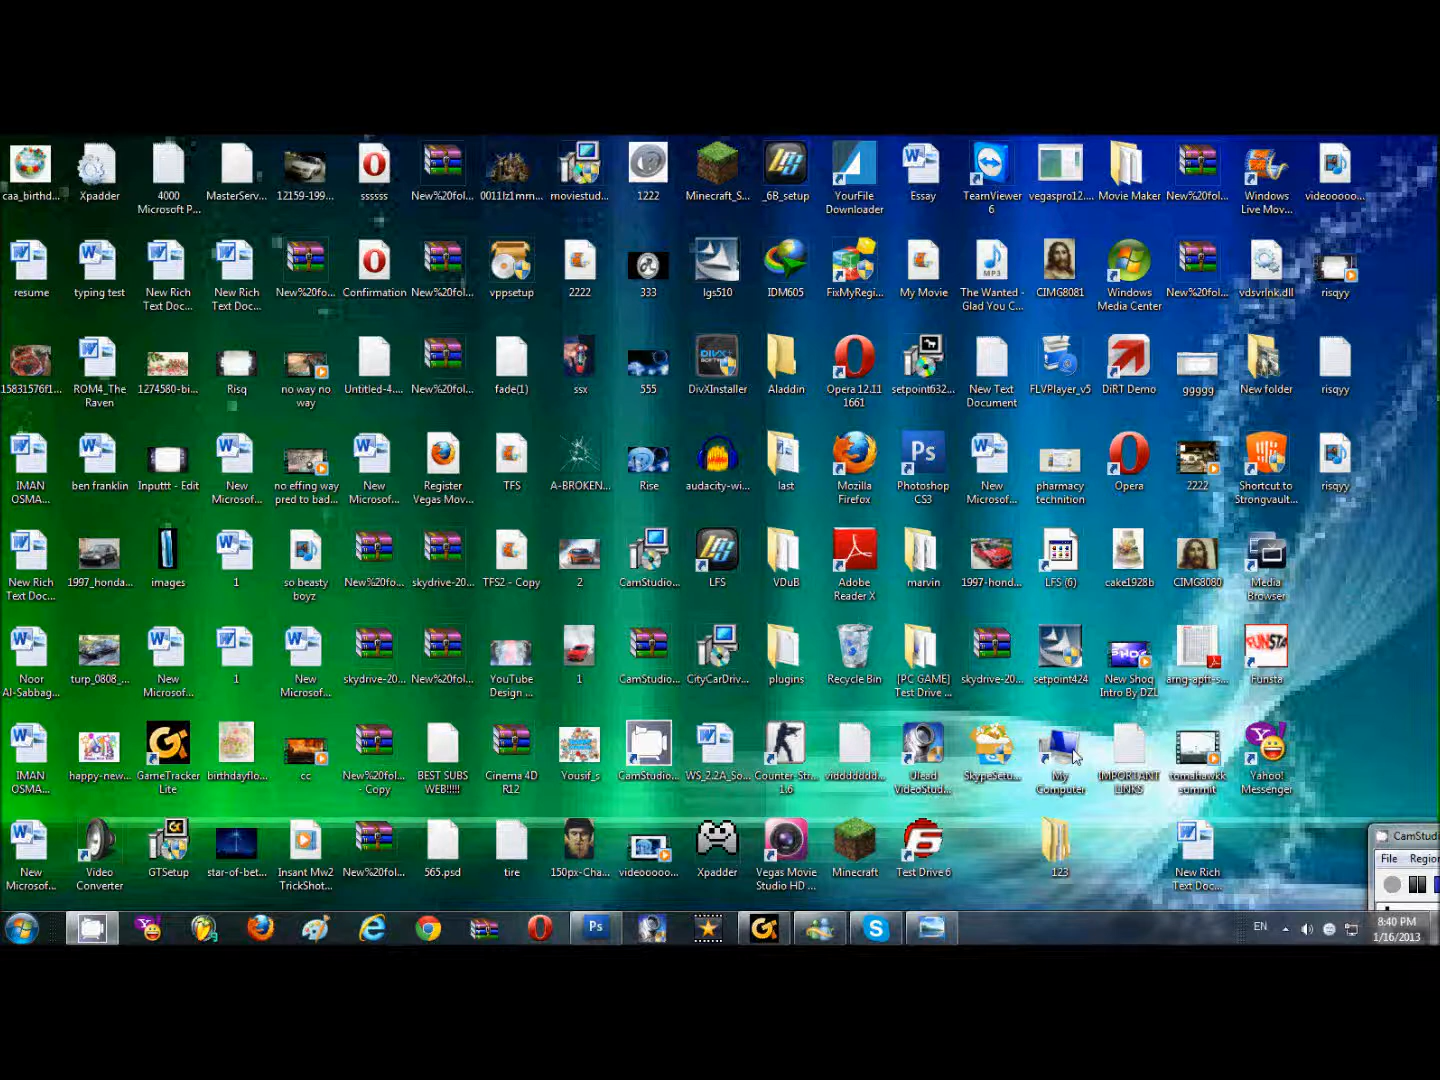 caa_birthd...
Xpadder
4000
Microsoft P...
MasterServ...
12159-199...
ssssss
New%20fo...
0011lz1mm...
moviestud...
1222
Minecraft_S...
_6B_setup
YourFile
Downloader
Essay
TeamViewer
6
vegaspro12....
Movie Maker
New%20fol...
Windows
Live Mov...
videooooo...
resume
typing test
New Rich
Text Doc...
New Rich
Text Doc...
New%20fo...
Confirmation
New%20fol...
vppsetup
2222
333
lgs510
IDM605
FixMyRegi...
My Movie
The Wanted -
Glad You C...
CIMG8081
Windows
Media Center
New%20fol...
vdsvrlnk.dll
risqyy
15831576f1...
ROM4_The
Raven
1274580-bi...
Risq
no way no
way
Untitled-4....
New%20fol...
fade(1)
ssx
555
DivXInstaller
Aladdin
Opera 12.11
1661
setpoint632...
New Text
Document
FLVPlayer_v5
DiRT Demo
ggggg
New folder
risqyy
IMAN
OSMA...
ben franklin
Inputtt - Edit
New
Microsof...
no effing way
pred to bad...
New
Microsof...
Register
Vegas Mov...
TFS
A-BROKEN...
Rise
audacity-wi...
last
Mozilla
Firefox
Photoshop
CS3
New
Microsof...
pharmacy
technition
Opera
2222
Shortcut to
Strongvault...
risqyy
New Rich
Text Doc...
1997_honda...
images
1
so beasty
boyz
New%20fo...
skydrive-20...
TFS2 - Copy
2
CamStudio...
LFS
VDuB
Adobe
Reader X
marvin
1997-hond...
LFS (6)
cake1928b
CIMG8080
Media
Browser
Noor
Al-Sabbag...
turp_0808_...
New
Microsof...
1
New
Microsof...
skydrive-20...
New%20fol...
YouTube
Design ...
1
CamStudio...
CityCarDriv...
plugins
Recycle Bin
[PC GAME]
Test Drive ...
skydrive-20...
setpoint424
New Shoq
Intro By DZL
arng-apft-s...
Funsta
IMAN
OSMA...
happy-new...
GameTracker
Lite
birthdayflo...
cc
New%20fol...
- Copy
BEST SUBS
WEB!!!!!
Cinema 4D
R12
Yousif_s
CamStudio...
WS_2.2A_So...
Counter-Str...
1.6
vidddddddd...
Ulead
VideoStud...
SkypeSetu...
My
Computer
IMPORTANT
LINKS
tomahawkk
summit
Yahoo!
Messenger
New
Microsof...
Video
Converter
GTSetup
star-of-bet...
Insant Mw2
TrickShot...
New%20fol...
565.psd
tire
150px-Cha...
videooooo...
Xpadder
Vegas Movie
Studio HD ...
Minecraft
Test Drive 6
123
New Rich
Text Doc...
CamStudi
File Region
EN
8:40 PM
1/16/2013